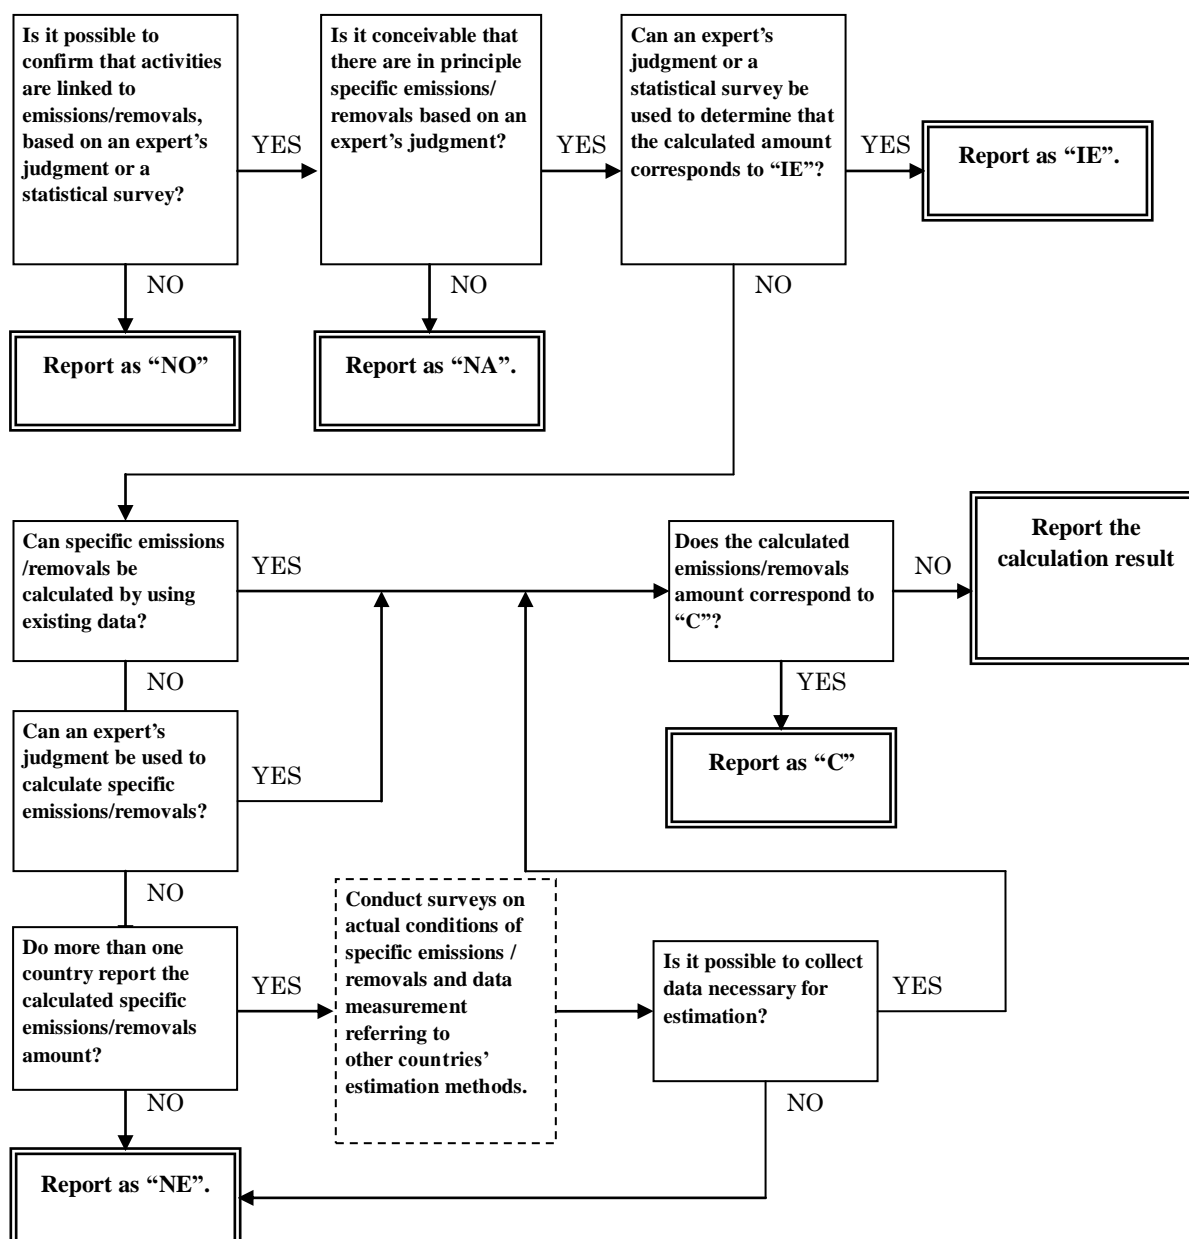 Is it possible to
confirm that activities
are linked to
emissions/removals,
based on an expert’s
judgment or a
statistical survey?
YES
Is it conceivable that
there are in principle
specific emissions/
removals based on an
expert’s judgment?
YES
Can an expert’s
judgment or a
statistical survey be
used to determine that
the calculated amount
corresponds to “IE”?
YES
Report as “IE”.
NO
NO
NO
Report as “NO”
Report as “NA”.
Can specific emissions
/removals be
calculated by using
existing data?
YES
Does the calculated
emissions/removals
amount correspond to
“C”?
NO
Report the
calculation result
NO
YES
Can an expert’s
judgment be used to
calculate specific
emissions/removals?
YES
Report as “C”
NO
Do more than one
country report the
calculated specific
emissions/removals
amount?
YES
Conduct surveys on
actual conditions of
specific emissions /
removals and data
measurement
referring to
other countries’
estimation methods.
Is it possible to collect
data necessary for
estimation?
YES
NO
NO
Report as “NE”.